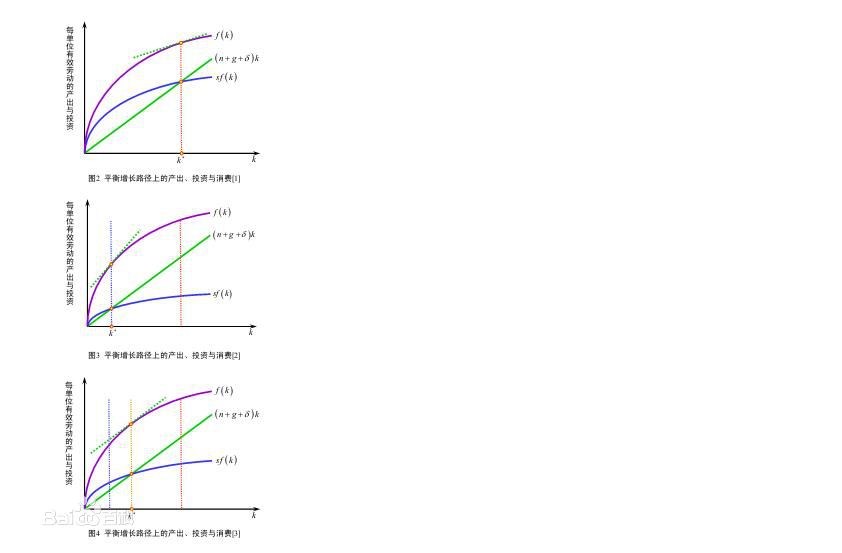 每单位有效劳动的产出与投资
f(k)
(n+g+δ)k
sf(k)
k*
k
图2 平衡增长路径上的产出、投资与消费[1]
每单位有效劳动的产出与投资
f(k)
(n+g+δ)k
sf(k)
k*
k
图3 平衡增长路径上的产出、投资与消费[2]
每单位有效劳动的产出与投资
f(k)
(n+g+δ)k
sf(k)
k*
k
Bai百科
图4 平衡增长路径上的产出、投资与消费[3]